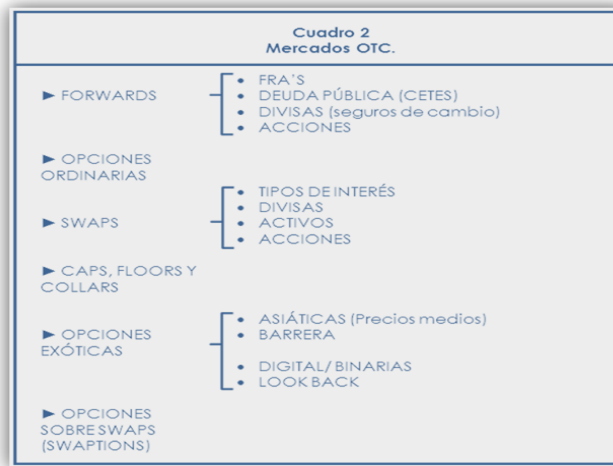 Cuadro 2
Mercados OTC.
► FORWARDS
• FRA`S
• DEUDA PÚBLICA (CETES)
• DIVISAS (seguros de cambio)
• ACCIONES
► OPCIONES
ORDINARIAS
► SWAPS
• TIPOS DE INTERÉS
• DIVISAS
• ACTIVOS
• ACCIONES
► CAPS, FLOORS Y
COLLARS
► OPCIONES
EXÓTICAS
• ASIÁTICAS (Precios medios)
• BARRERA
• DIGITAL/ BINARIAS
• LOOK BACK
► OPCIONES
SOBRE SWAPS
(SWAPTIONS)